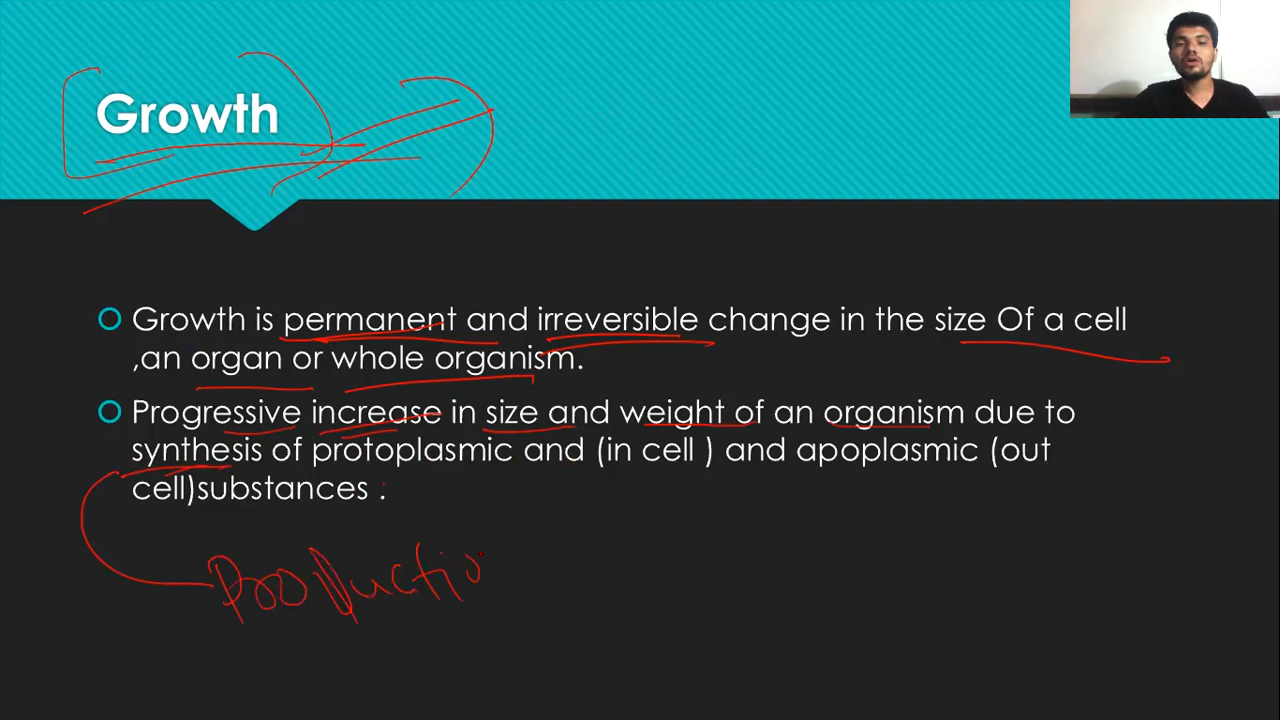 Growth
Growth is permanent and irreversible change in the size Of a cell
,an organ or whole organism.
Progressive increase in size and weight of an organism due to
synthesis of protoplasmic and (in cell ) and apoplasmic (out
cell)substances :
Productio